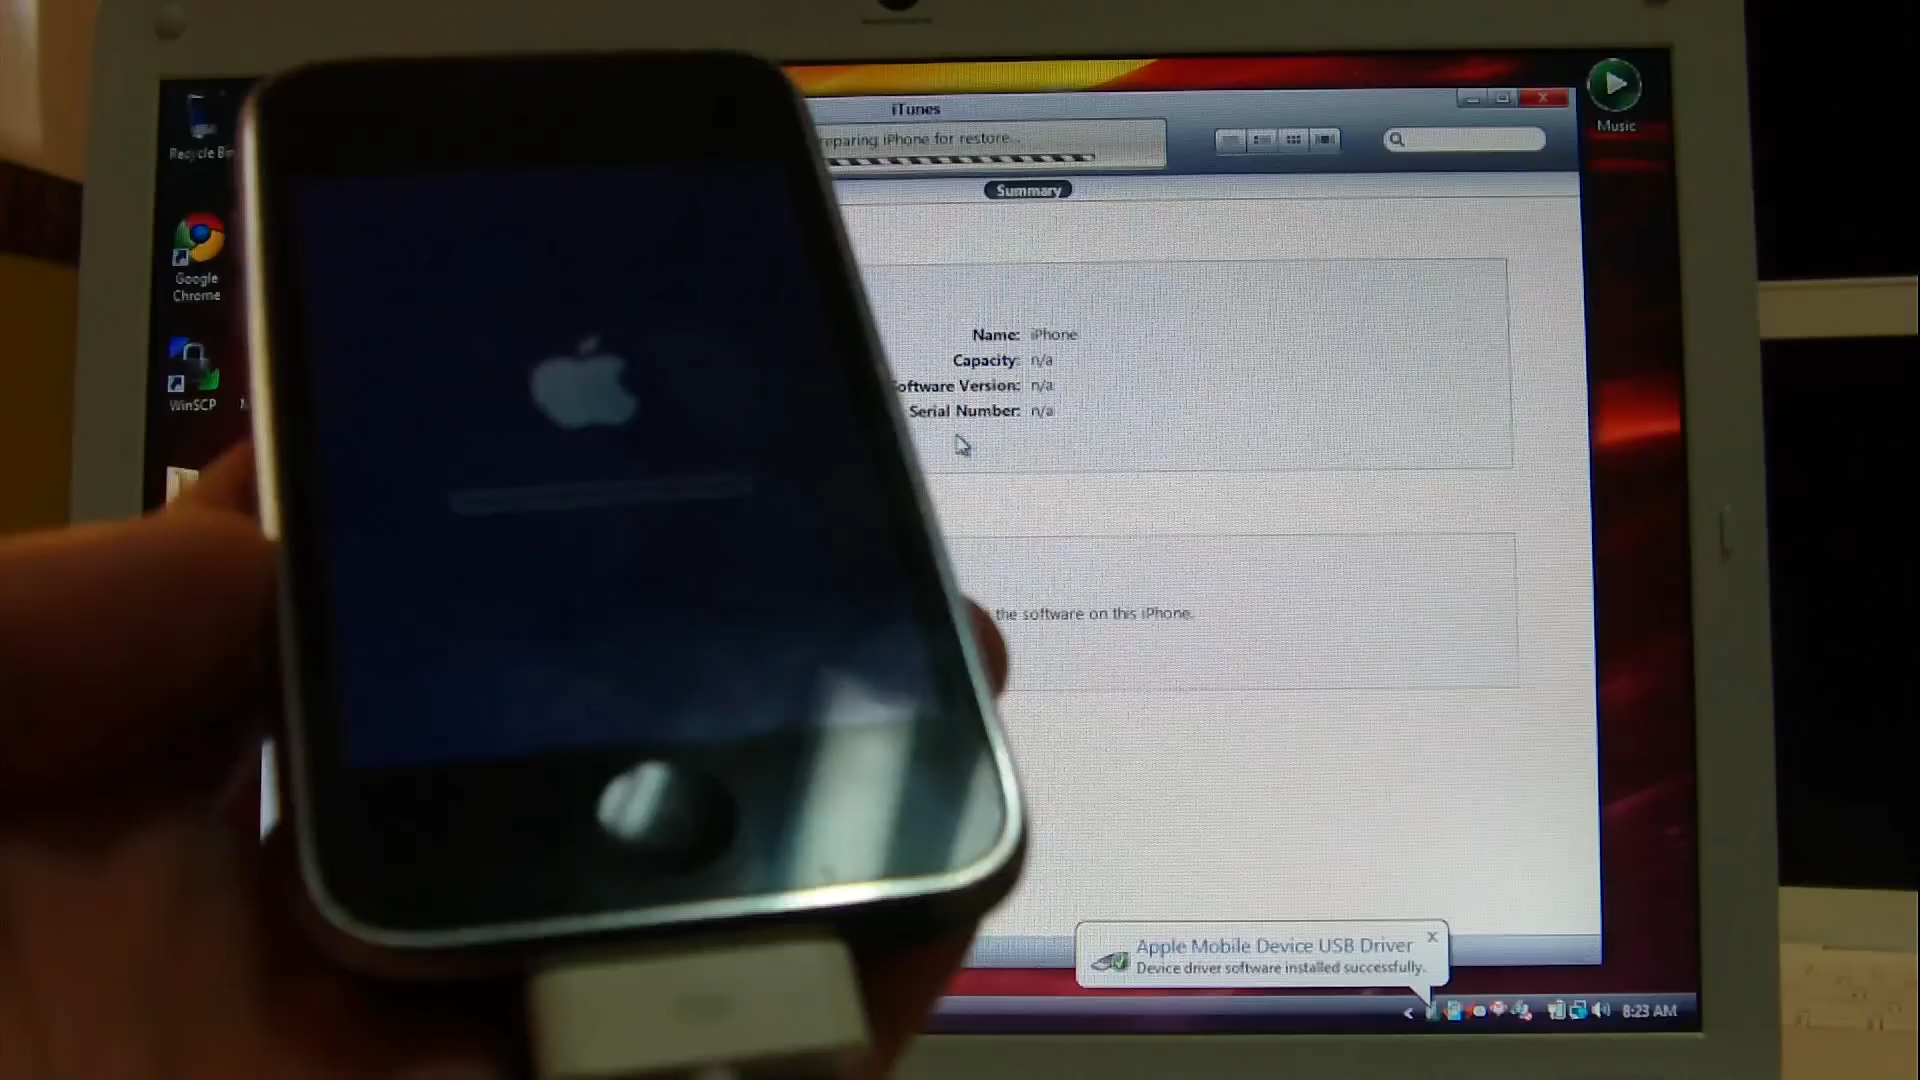 iTunes
reparing iPhone for restore...
Music
Recycle Bin
Summary
Google
Chrome
Name: iPhone
Capacity: n/a
oftware Version: n/a
WinSCP
Serial Number: n/a
the software on this iPhone.
Apple Mobile Device USB Driver
Device driver software installed successfully.
8:23 AM